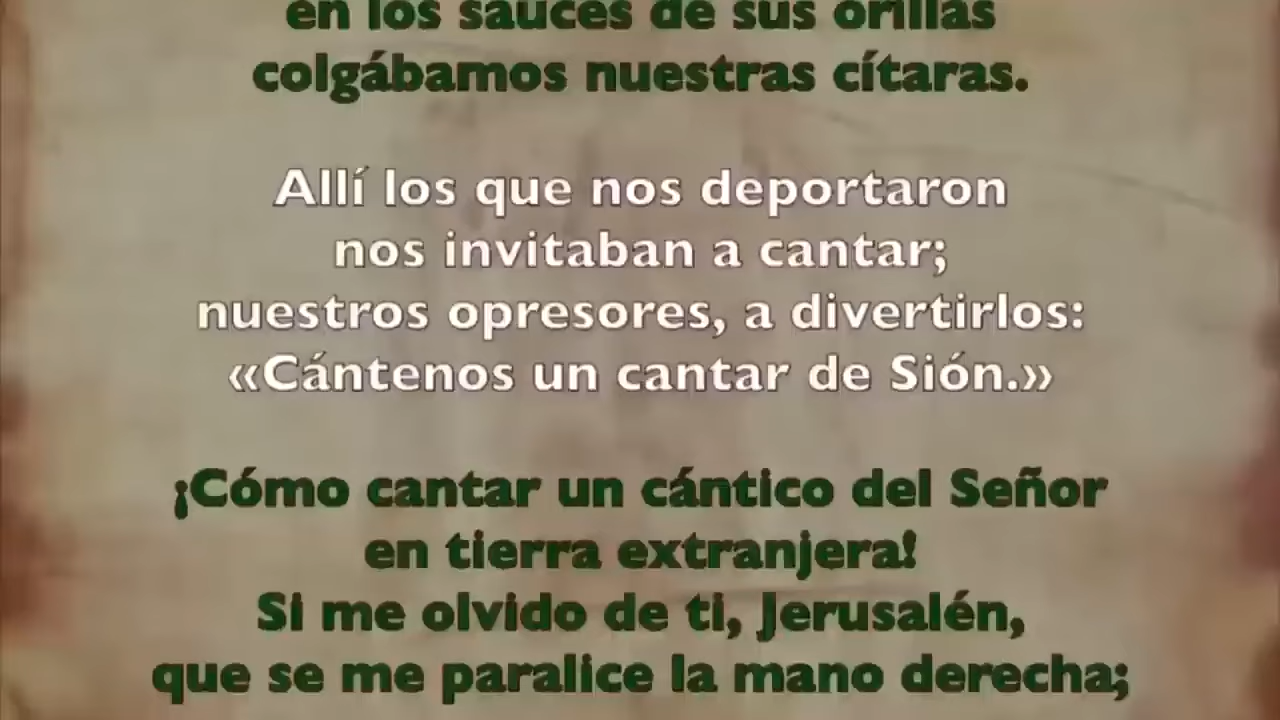 en los sauces de sus orillas
colgábamos nuestras cítaras.
Allí los que nos deportaron
nos invitaban a cantar;
nuestros opresores, a divertirlos:
«Cántenos un cantar de Sión.»
¡Cómo cantar un cántico del Señor
en tierra extranjera!
Si me olvido de ti, Jerusalén,
que se me paralice la mano derecha;